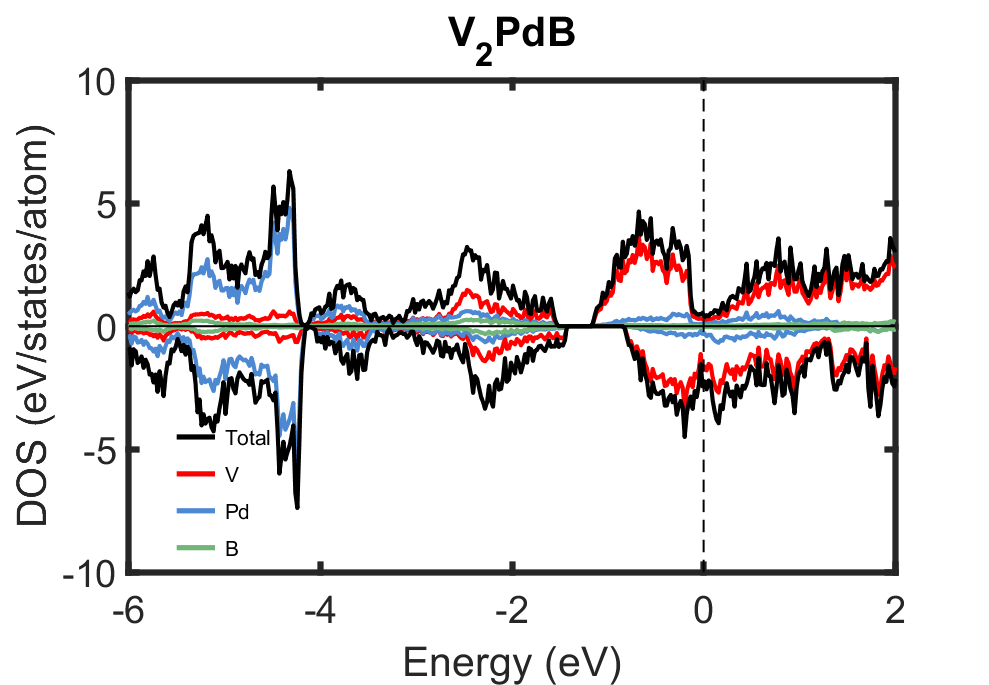 V₂PdB
10
5
0
-5
-10
DOS (eV/states/atom)
Total
V
Pd
B
-6 -4 -2 0 2
Energy (eV)